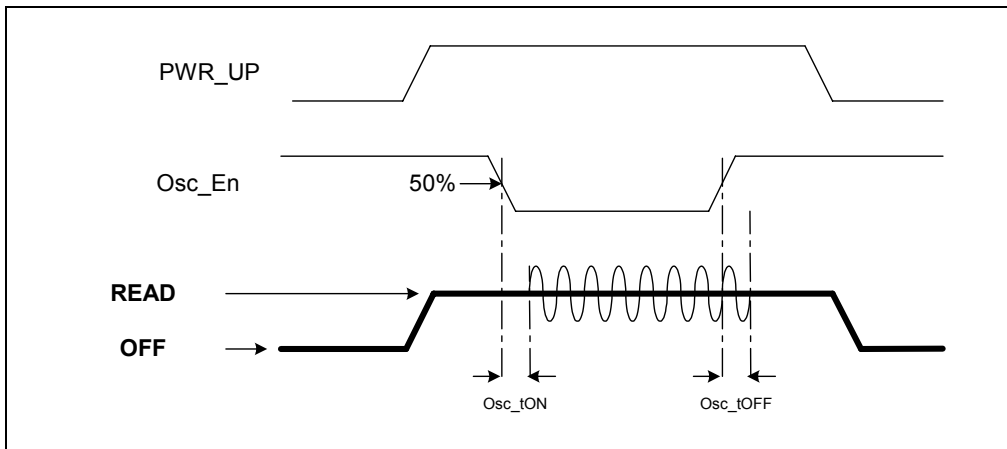 PWR_UP
Osc_En
50%
READ
OFF
Osc_tON
Osc_tOFF